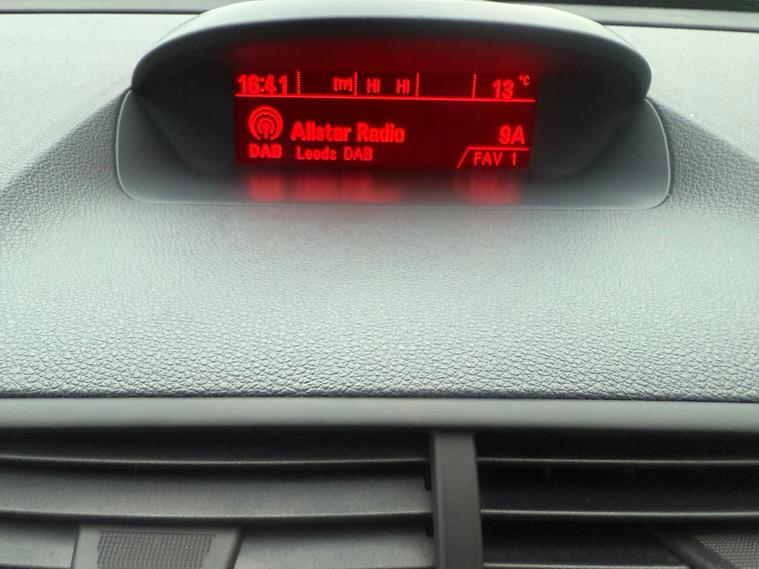 16:41 [TP] HI HI 13 °C
Allstar Radio 9A
DAB Leeds DAB FAV 1